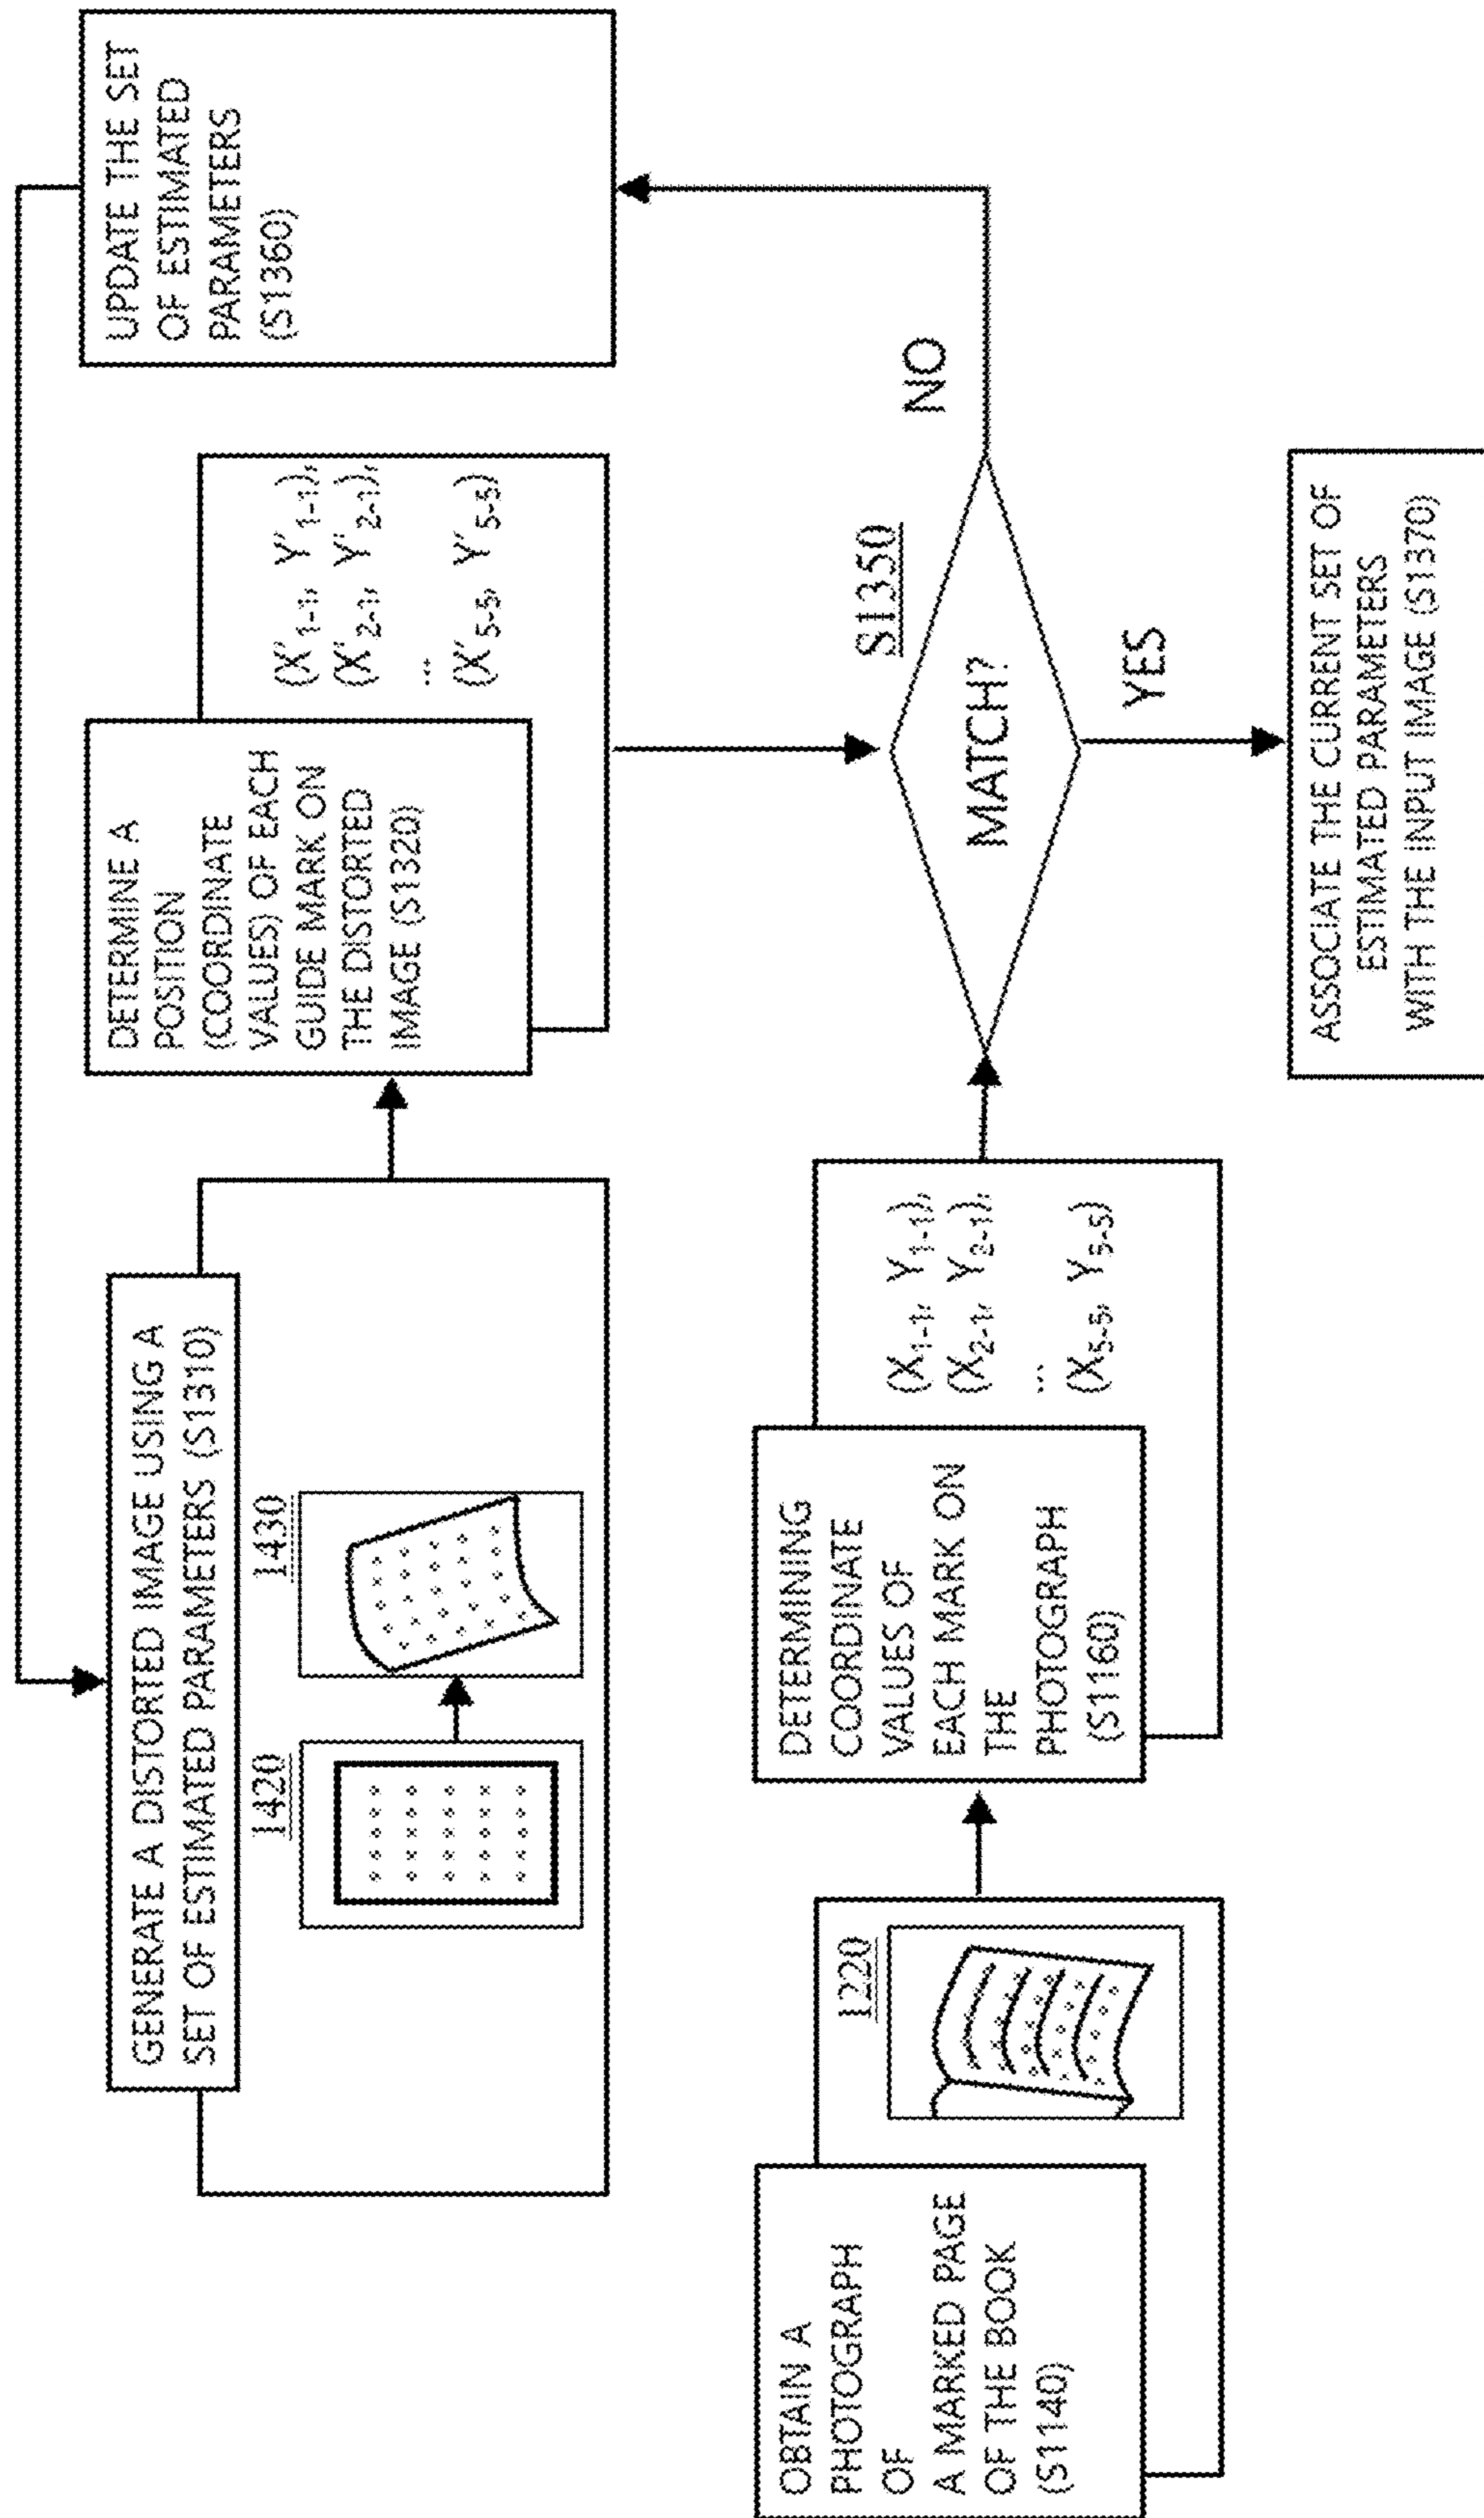 GENERATE A DISTORTED IMAGE USING A
SET OF ESTIMATED PARAMETERS (S1310)
1420
1430
DETERMINE A
POSITION
(COORDINATE
VALUES) OF EACH
GUIDE MARK ON
THE DISTORTED
IMAGE (S1320)
(X'1-1, Y'1-1),
(X'2-1, Y'2-1),
...
(X'5-5, Y'5-5)
UPDATE THE SET
OF ESTIMATED
PARAMETERS
(S1360)
OBTAIN A
PHOTOGRAPH
OF
A MARKED PAGE
OF THE BOOK
(S1140)
1220
DETERMINING
COORDINATE
VALUES OF
EACH MARK ON
THE
PHOTOGRAPH
(S1160)
(X1-1, Y1-1),
(X2-1, Y2-1),
...
(X5-5, Y5-5)
S1350
MATCH?
NO
YES
ASSOCIATE THE CURRENT SET OF
ESTIMATED PARAMETERS
WITH THE INPUT IMAGE (S1370)